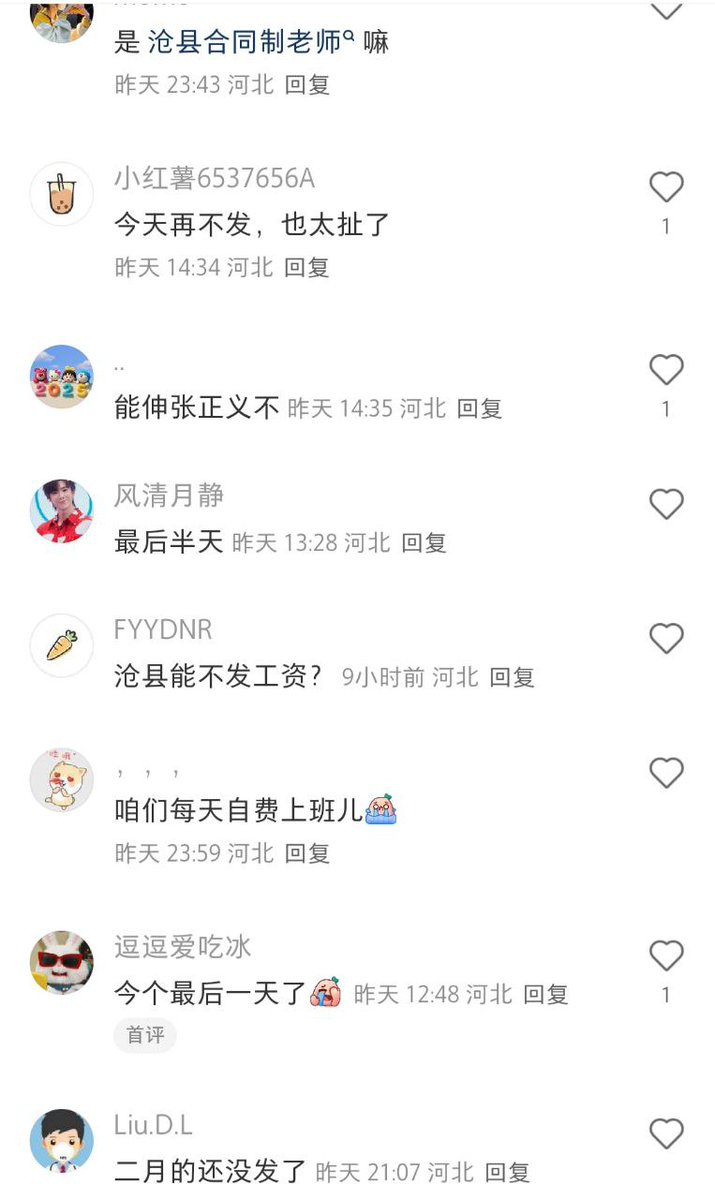 是 沧县合同制老师 嘛
昨天 23:43 河北 回复
小红薯6537656A
今天再不发，也太扯了
1
昨天 14:34 河北 回复
..
能伸张正义不 昨天 14:35 河北 回复
1
2025
风清月静
最后半天 昨天 13:28 河北 回复
FYYDNR
沧县能不发工资？ 9小时前 河北 回复
，，，
咱们每天自费上班儿
昨天 23:59 河北 回复
逗逗爱吃冰
今个最后一天了 昨天 12:48 河北 回复
1
首评
Liu.D.L
二月的还没发了 昨天 21:07 河北 回复